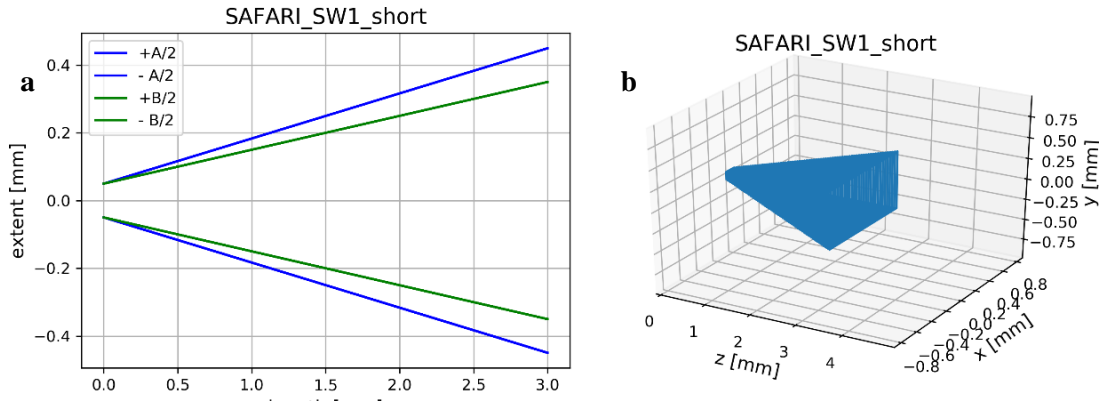 SAFARI_SW1_short
a
+A/2
- A/2
+B/2
- B/2
extent [mm]
0.4
0.2
0.0
−0.2
−0.4
0.0 0.5 1.0 1.5 2.0 2.5 3.0
b
SAFARI_SW1_short
0.75
0.50
0.25
0.00
−0.25
−0.50
−0.75
y [mm]
0 1 2 3 4
z [mm]
−0.8
x [mm]